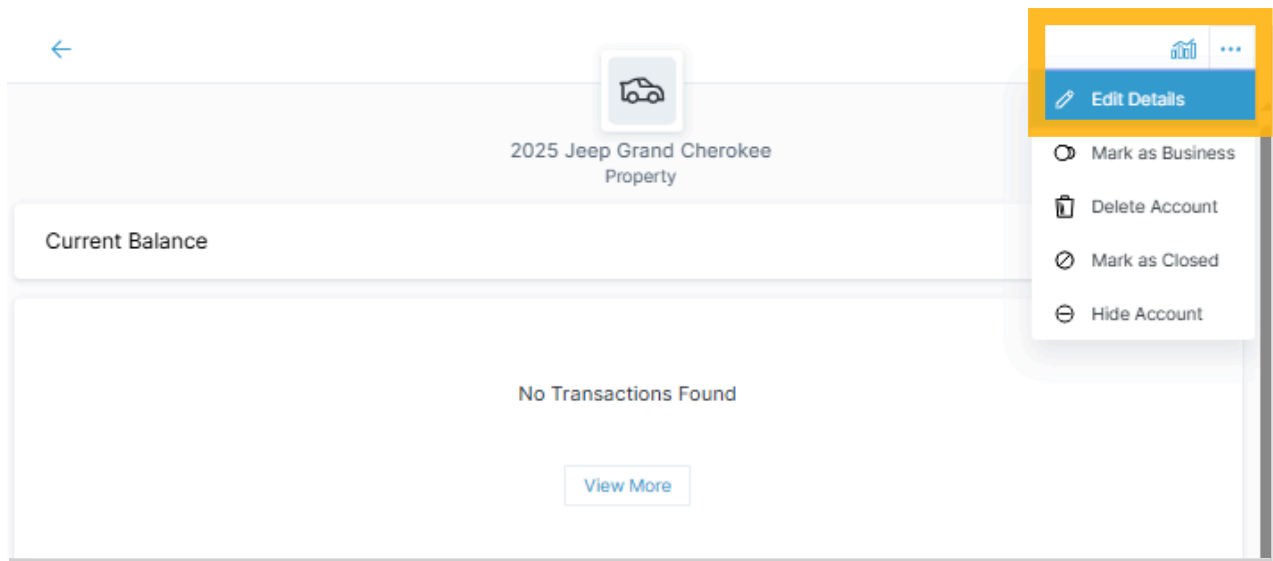 2025 Jeep Grand Cherokee
Property
Current Balance
Edit Details
Mark as Business
Delete Account
Mark as Closed
Hide Account
No Transactions Found
View More